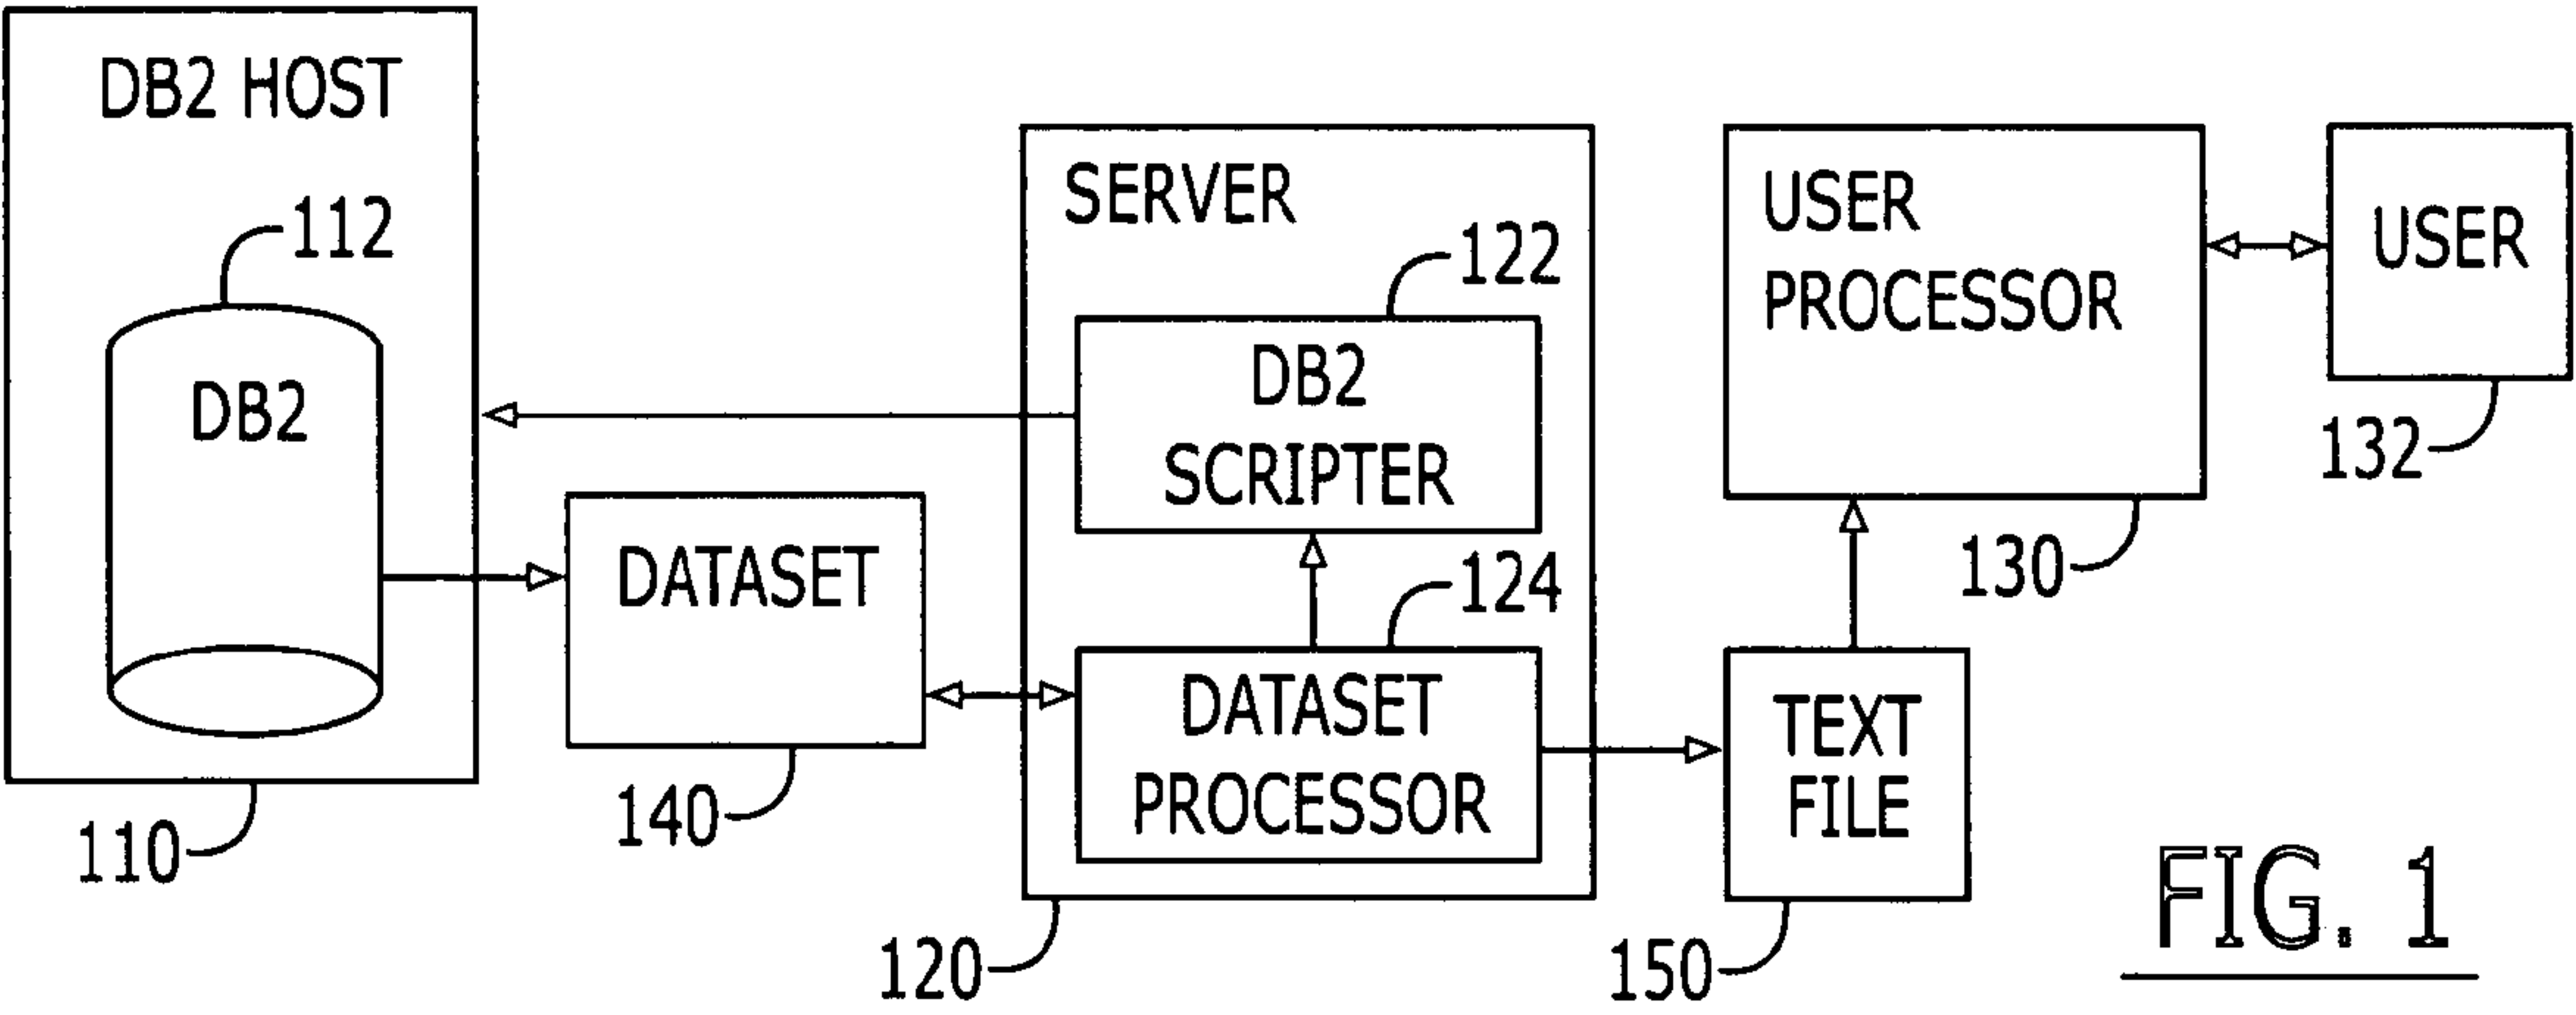 DB2 HOST
112
DB2
110
DATASET
140
SERVER
122
DB2
SCRIPTER
124
DATASET
PROCESSOR
120
USER
PROCESSOR
130
USER
132
TEXT
FILE
150
FIG. 1